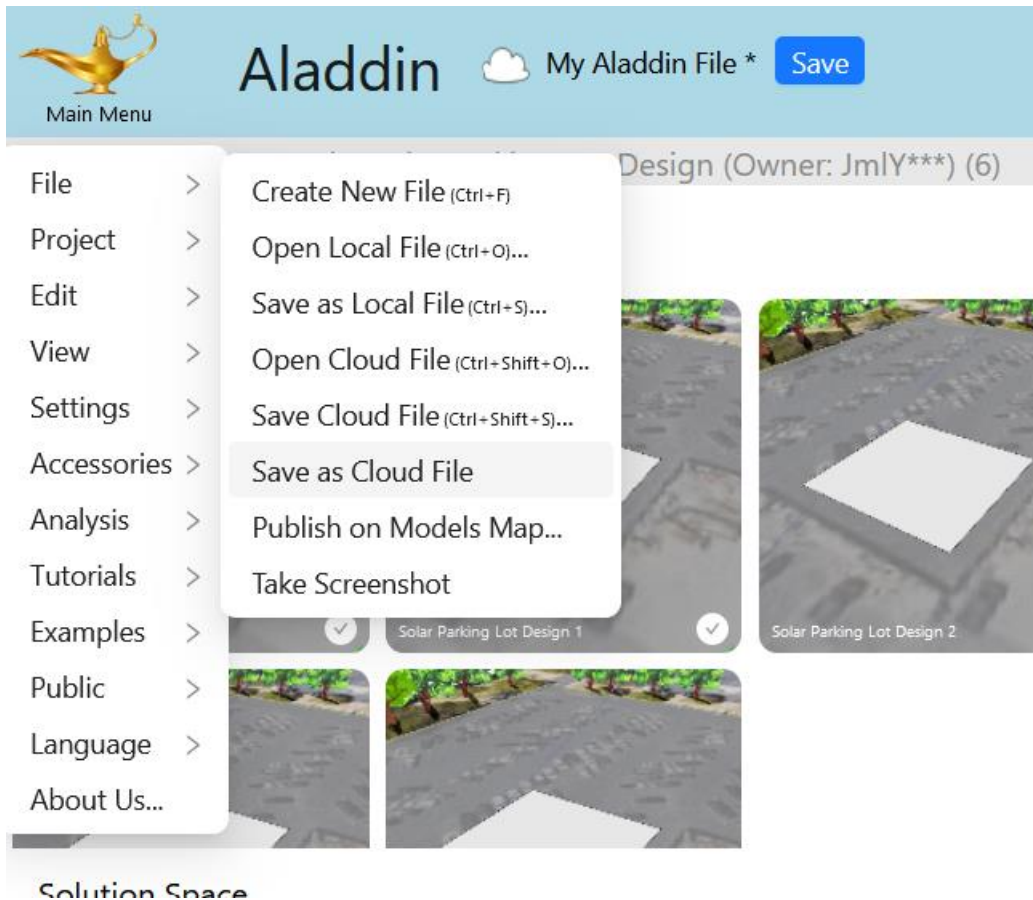 Main Menu
Aladdin
My Aladdin File *
Save
Design (Owner: JmlY***) (6)
File
Project
Edit
View
Settings
Accessories
Analysis
Tutorials
Examples
Public
Language
About Us...
Create New File (Ctrl+F)
Open Local File (Ctrl+O)...
Save as Local File (Ctrl+S)...
Open Cloud File (Ctrl+Shift+O)...
Save Cloud File (Ctrl+Shift+S)...
Save as Cloud File
Publish on Models Map...
Take Screenshot
Solar Parking Lot Design 1
Solar Parking Lot Design 2
Solution Space